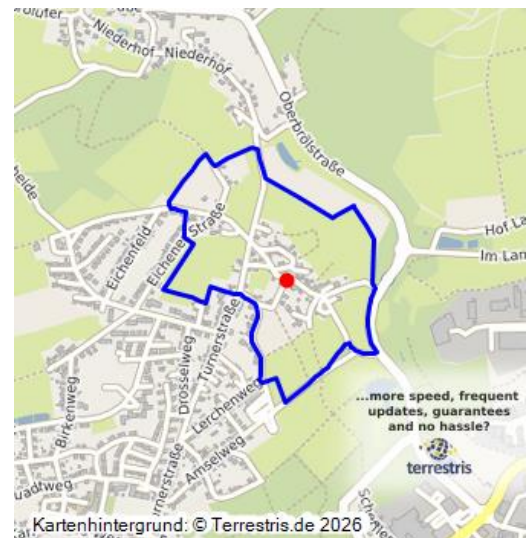 Niederhof
Niederhof
Oberbrölstraße
Eichenfeld
Eichener Straße
Hof La
Im Lan
Turnerstraße
Drosselweg
Birkenweg
Lerchenweg
Amselweg
...more speed, frequent
updates, guarantees
and no hassle?
terrestris
Kartenhintergrund: © Terrestris.de 2026